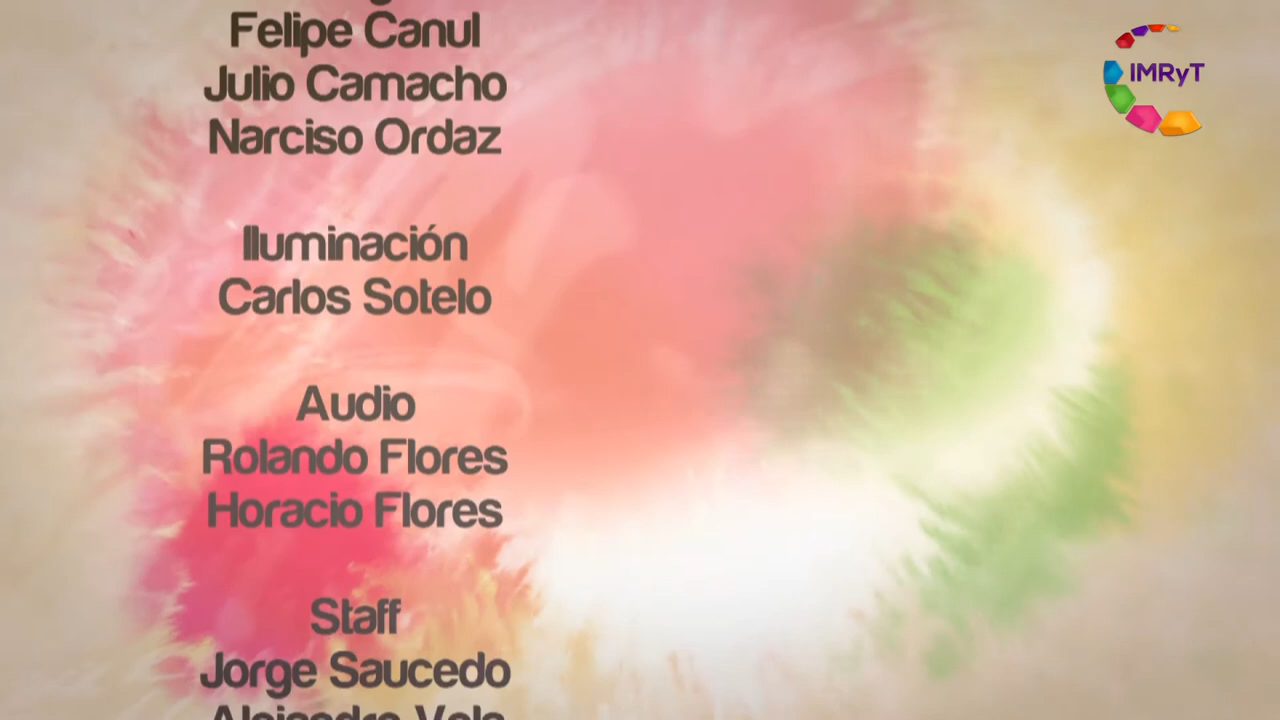 Felipe Canul
Julio Camacho
Narciso Ordaz
Iluminación
Carlos Sotelo
Audio
Rolando Flores
Horacio Flores
Staff
Jorge Saucedo
IMRyT